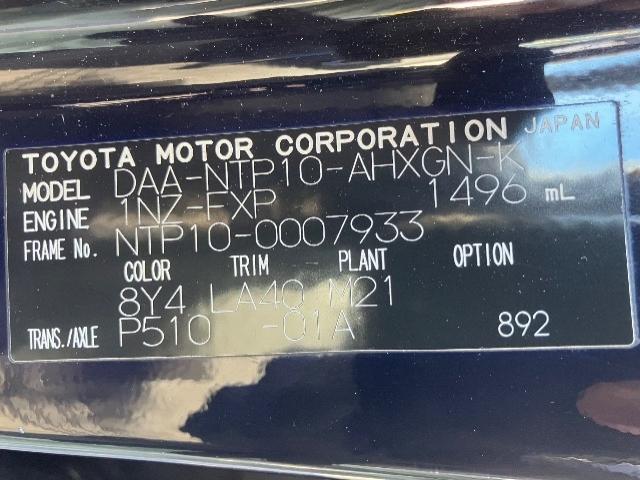 TOYOTA MOTOR CORPORATION JAPAN
MODEL DAA-NTP10-AHXGN-K
ENGINE 1NZ-FXP 1496 mL
FRAME No. NTP10-0007933
COLOR TRIM PLANT OPTION
8Y4 LA40 M21
TRANS./AXLE P510 -01A 892